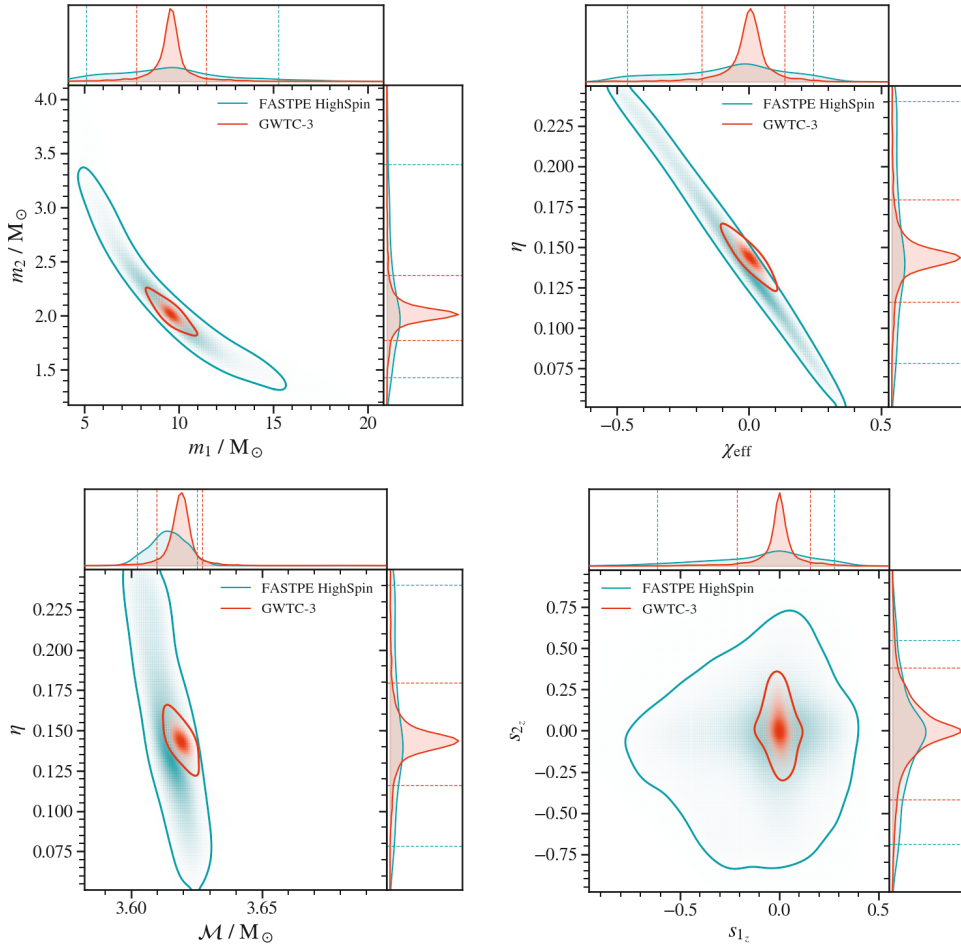 FASTPE HighSpin
GWTC-3
4.0
3.5
3.0
2.5
2.0
1.5
m₂ / M⊙
5
10
15
20
m₁ / M⊙
FASTPE HighSpin
GWTC-3
0.225
0.200
0.175
0.150
0.125
0.100
0.075
η
−0.5
0.0
0.5
χeff
FASTPE HighSpin
GWTC-3
0.225
0.200
0.175
0.150
0.125
0.100
0.075
η
3.60
3.65
ℳ / M⊙
FASTPE HighSpin
GWTC-3
0.75
0.50
0.25
0.00
−0.25
−0.50
−0.75
s₂z
−0.5
0.0
0.5
s₁z